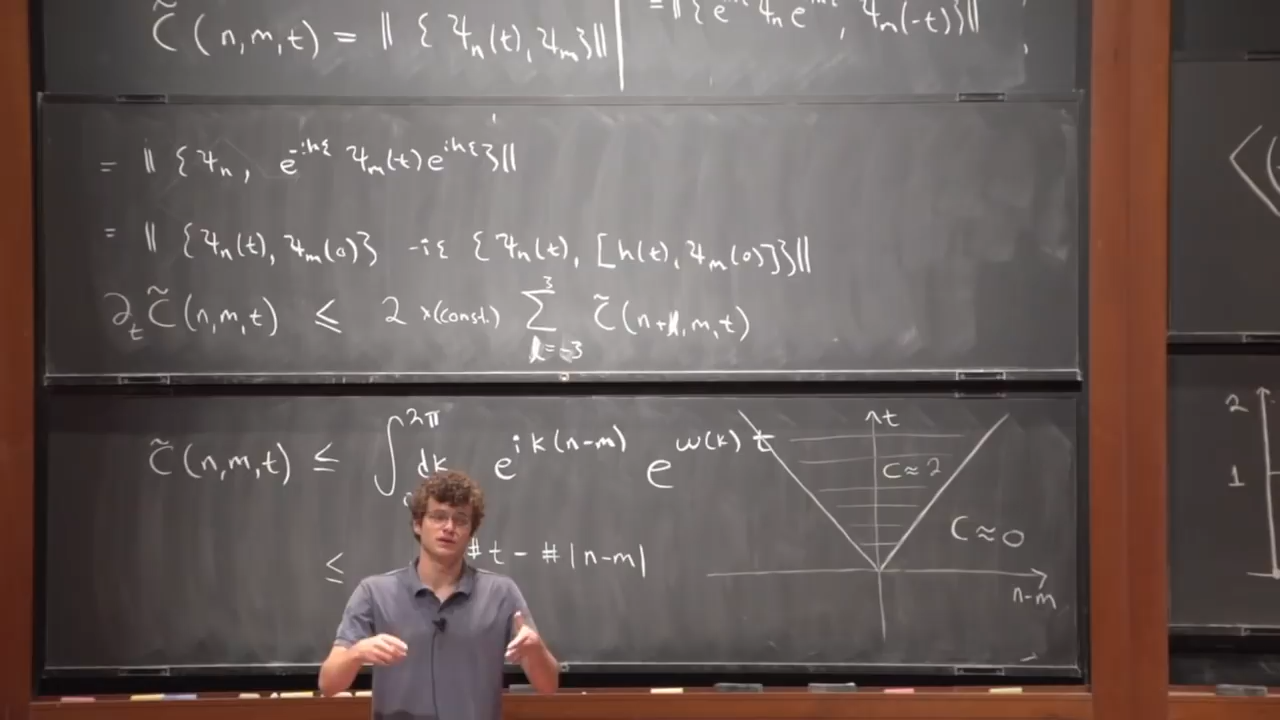 C̃(n,m,t) = ‖{ψₙ(t), ψₘ}‖
= ‖{ψₙ, e^{-ihε} ψₘ(t) e^{ihε}}‖
= ‖{ψₙ(t), ψₘ(0)} -iε {ψₙ(t), [h(t), ψₘ(0)]}‖
∂ₜ C̃(n,m,t) ≤ 2 ×(const.) ∑_{k=-3}^{3} C̃(n+k,m,t)
C̃(n,m,t) ≤ ∫^{2π} dk e^{ik(n-m)} e^{ω(k)t}
≤ #t - #|n-m|
t
C≈2
C≈0
n-m
2
1